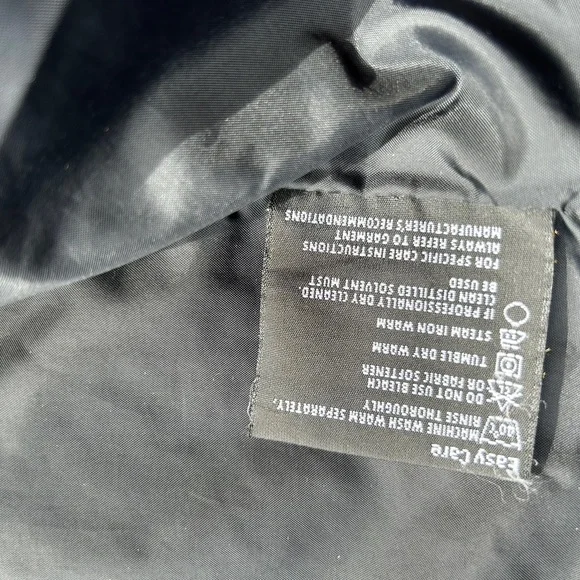 Easy Care
40°C
MACHINE WASH WARM SEPARATELY,
RINSE THOROUGHLY
DO NOT USE BLEACH
OR FABRIC SOFTENER
TUMBLE DRY WARM
STEAM IRON WARM
IF PROFESSIONALLY DRY CLEANED.
CLEAN DISTILLED SOLVENT MUST
BE USED
FOR SPECIFIC CARE INSTRUCTIONS
ALWAYS REFER TO GARMENT
MANUFACTURER'S RECOMMENDATIONS